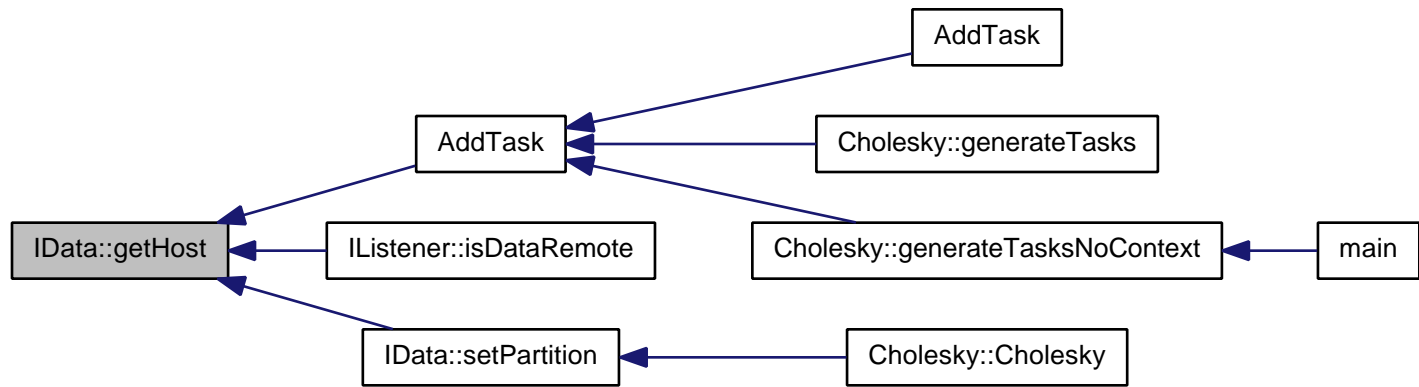 AddTask
AddTask
Cholesky::generateTasks
IData::getHost
IListener::isDataRemote
Cholesky::generateTasksNoContext
main
IData::setPartition
Cholesky::Cholesky